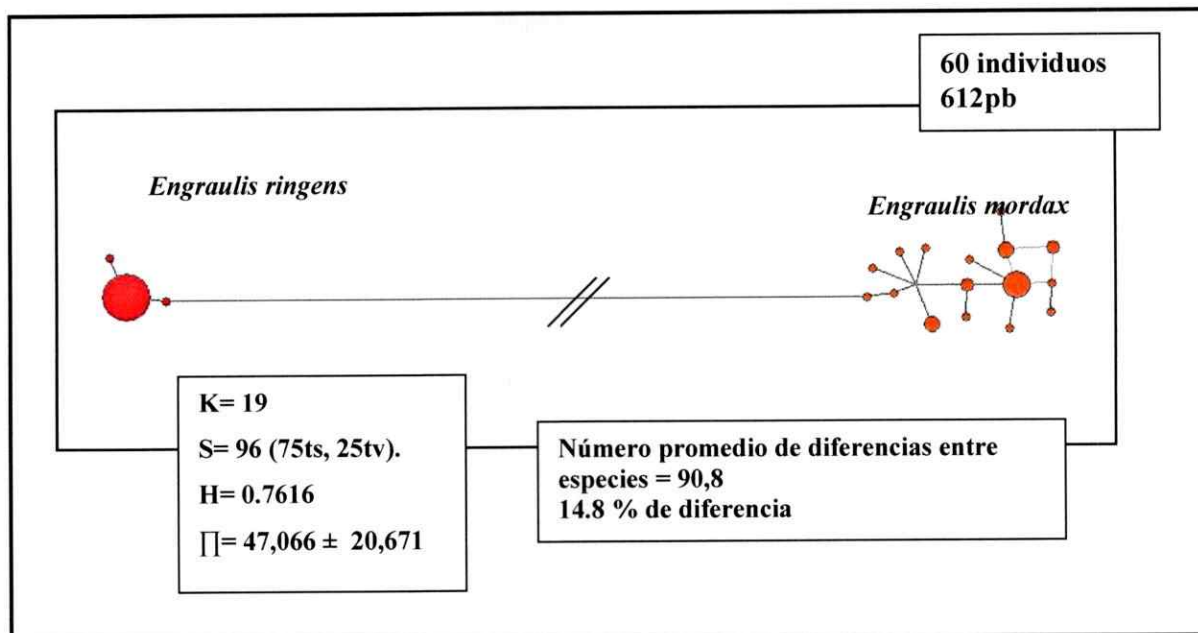 60 individuos
612pb
Engraulis ringens
Engraulis mordax
K= 19
S= 96 (75ts, 25tv).
H= 0.7616
∏= 47,066 ± 20,671
Número promedio de diferencias entre
especies = 90,8
14.8 % de diferencia